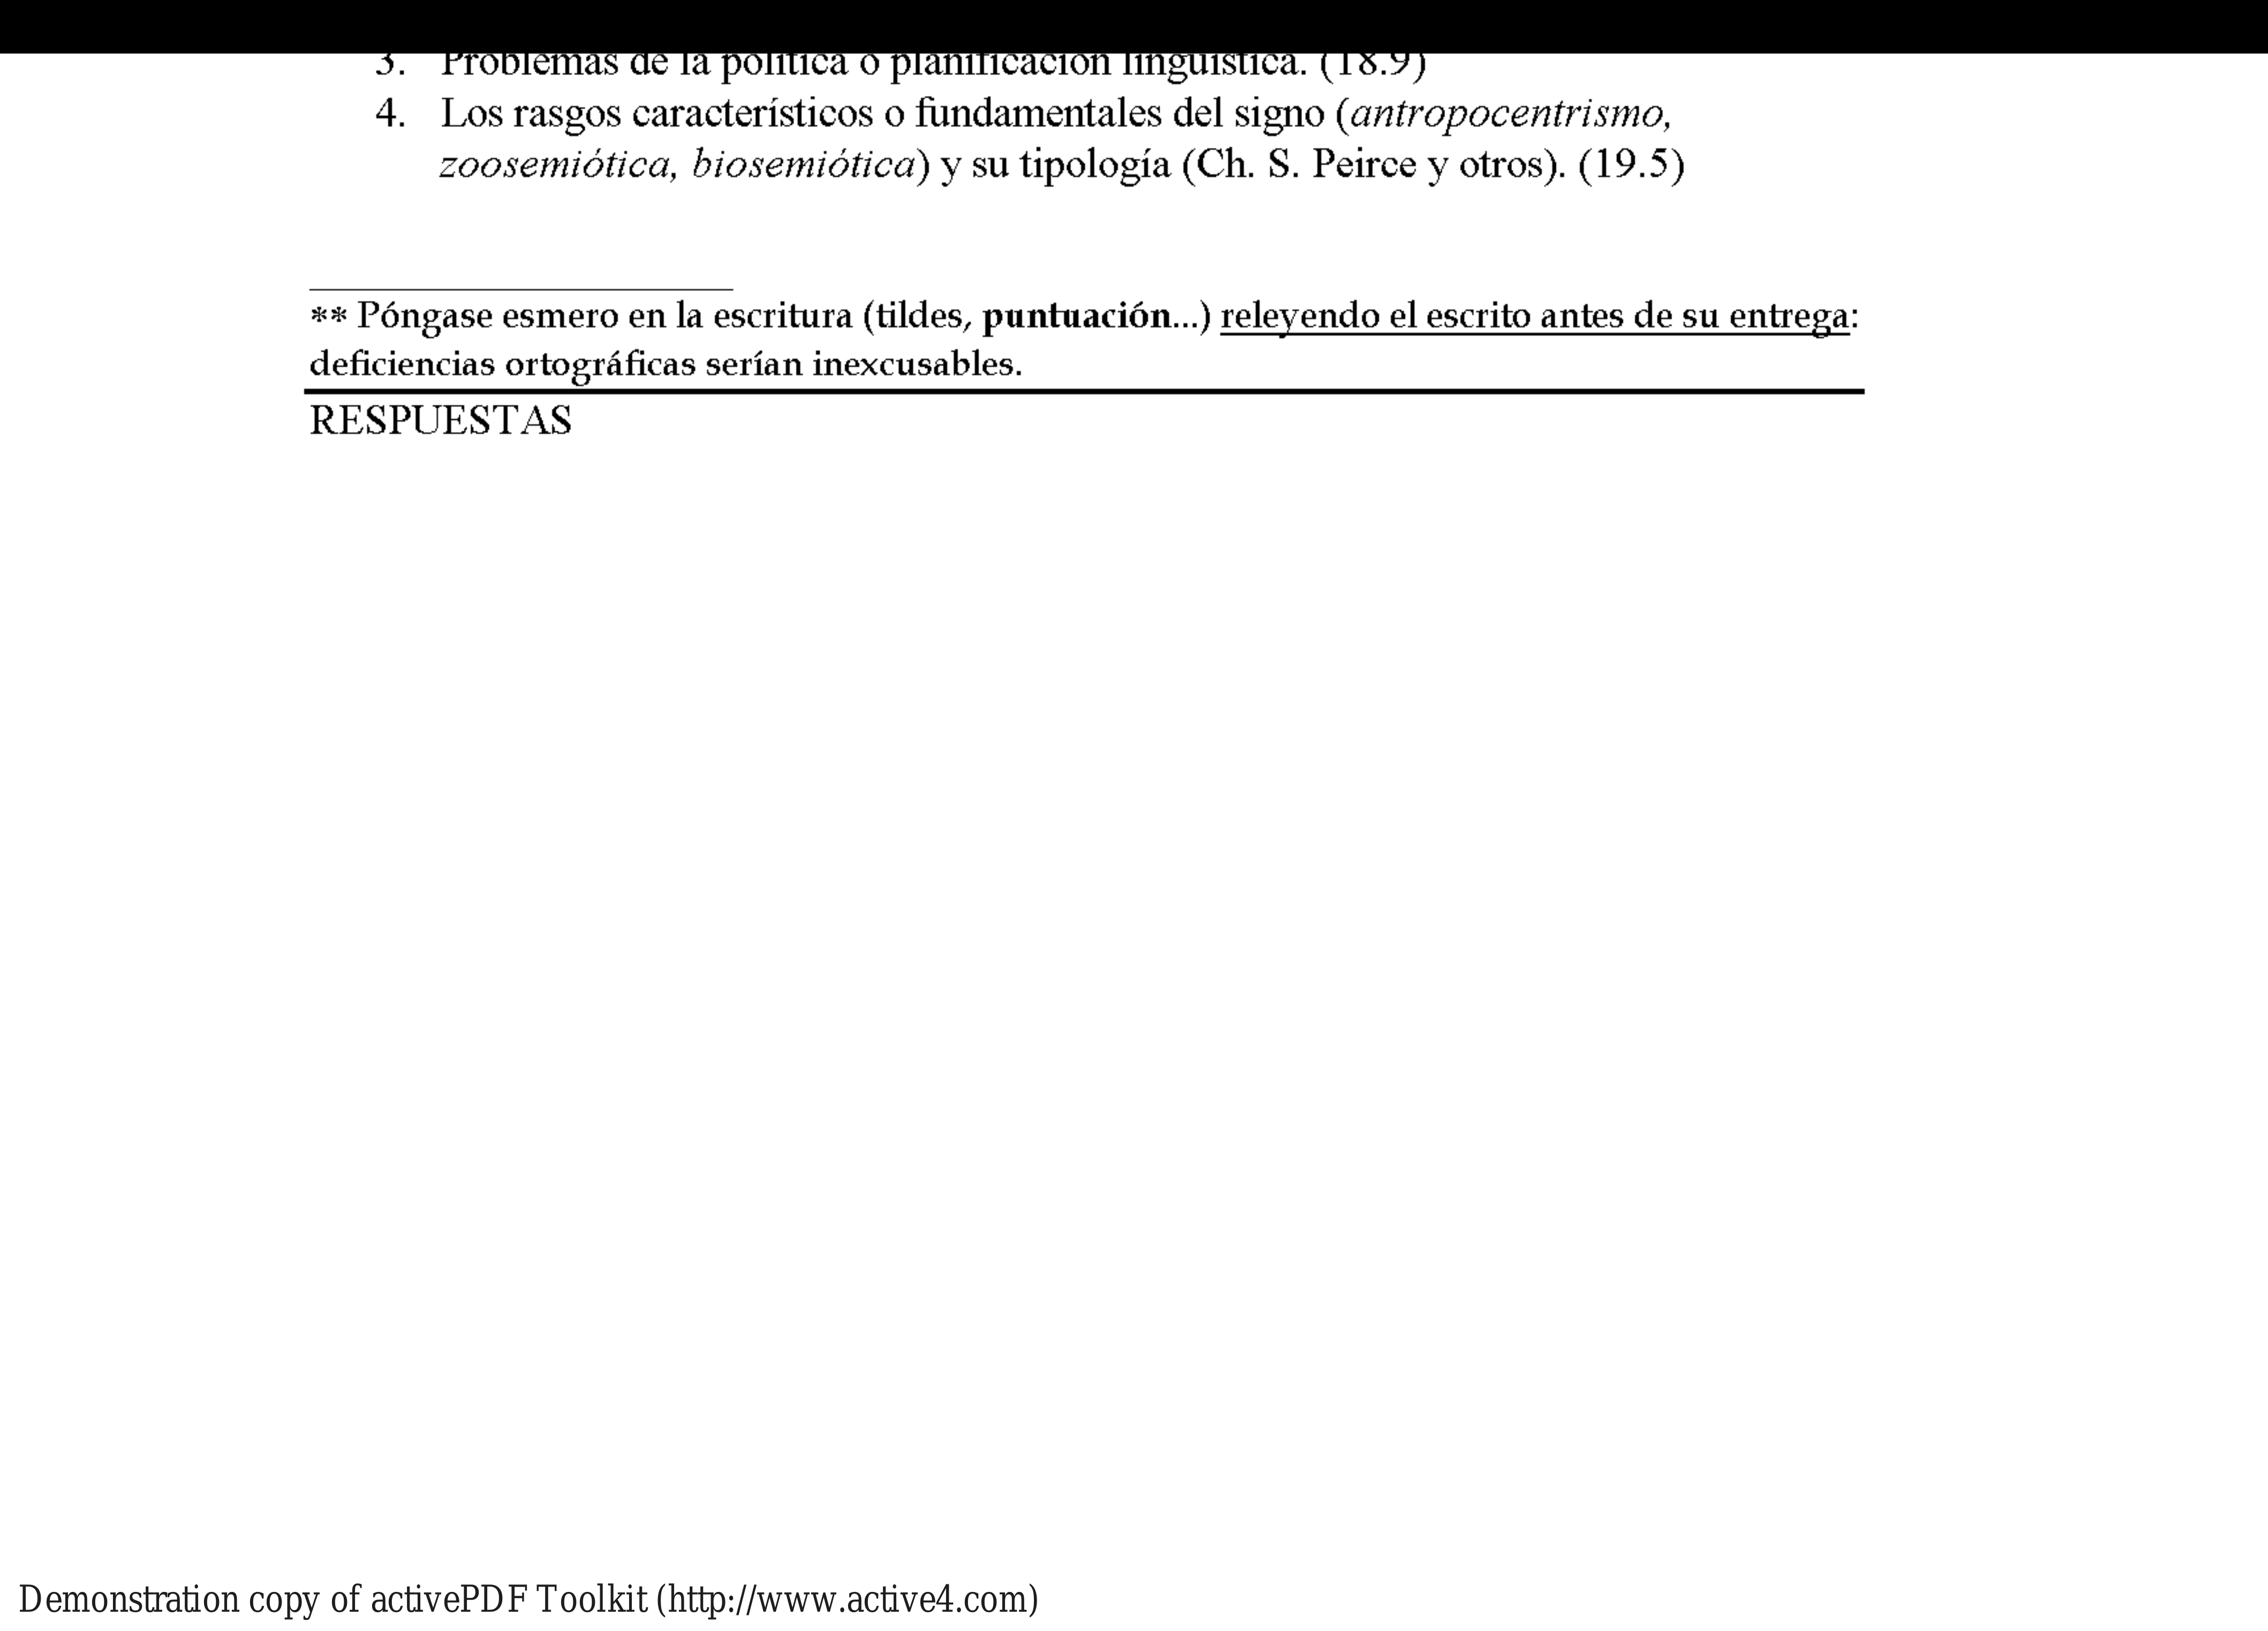 3. Problemas de la política o planificación lingüística. (18.9)
4. Los rasgos característicos o fundamentales del signo (antropocentrismo,
zoosemiótica, biosemiótica) y su tipología (Ch. S. Peirce y otros). (19.5)
** Póngase esmero en la escritura (tildes, puntuación...) releyendo el escrito antes de su entrega:
deficiencias ortográficas serían inexcusables.
RESPUESTAS
Demonstration copy of activePDF Toolkit (http://www.active4.com)